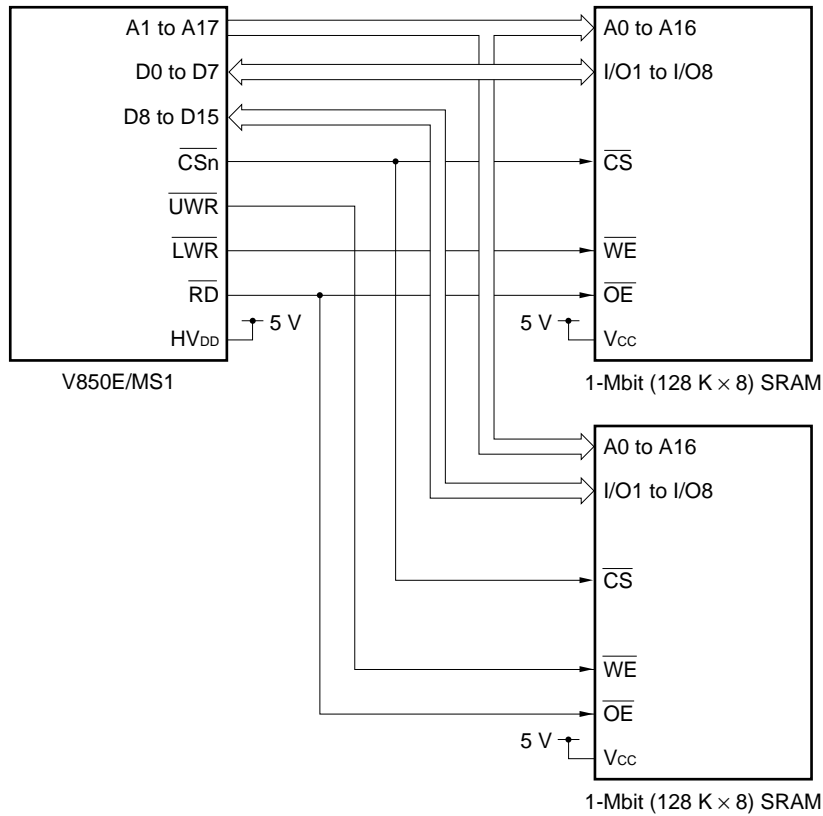 A1 to A17
D0 to D7
D8 to D15
CSn
UWR
LWR
RD
5 V
HVDD
V850E/MS1
A0 to A16
I/O1 to I/O8
CS
WE
OE
5 V
VCC
1-Mbit (128 K × 8) SRAM
A0 to A16
I/O1 to I/O8
CS
WE
OE
5 V
VCC
1-Mbit (128 K × 8) SRAM